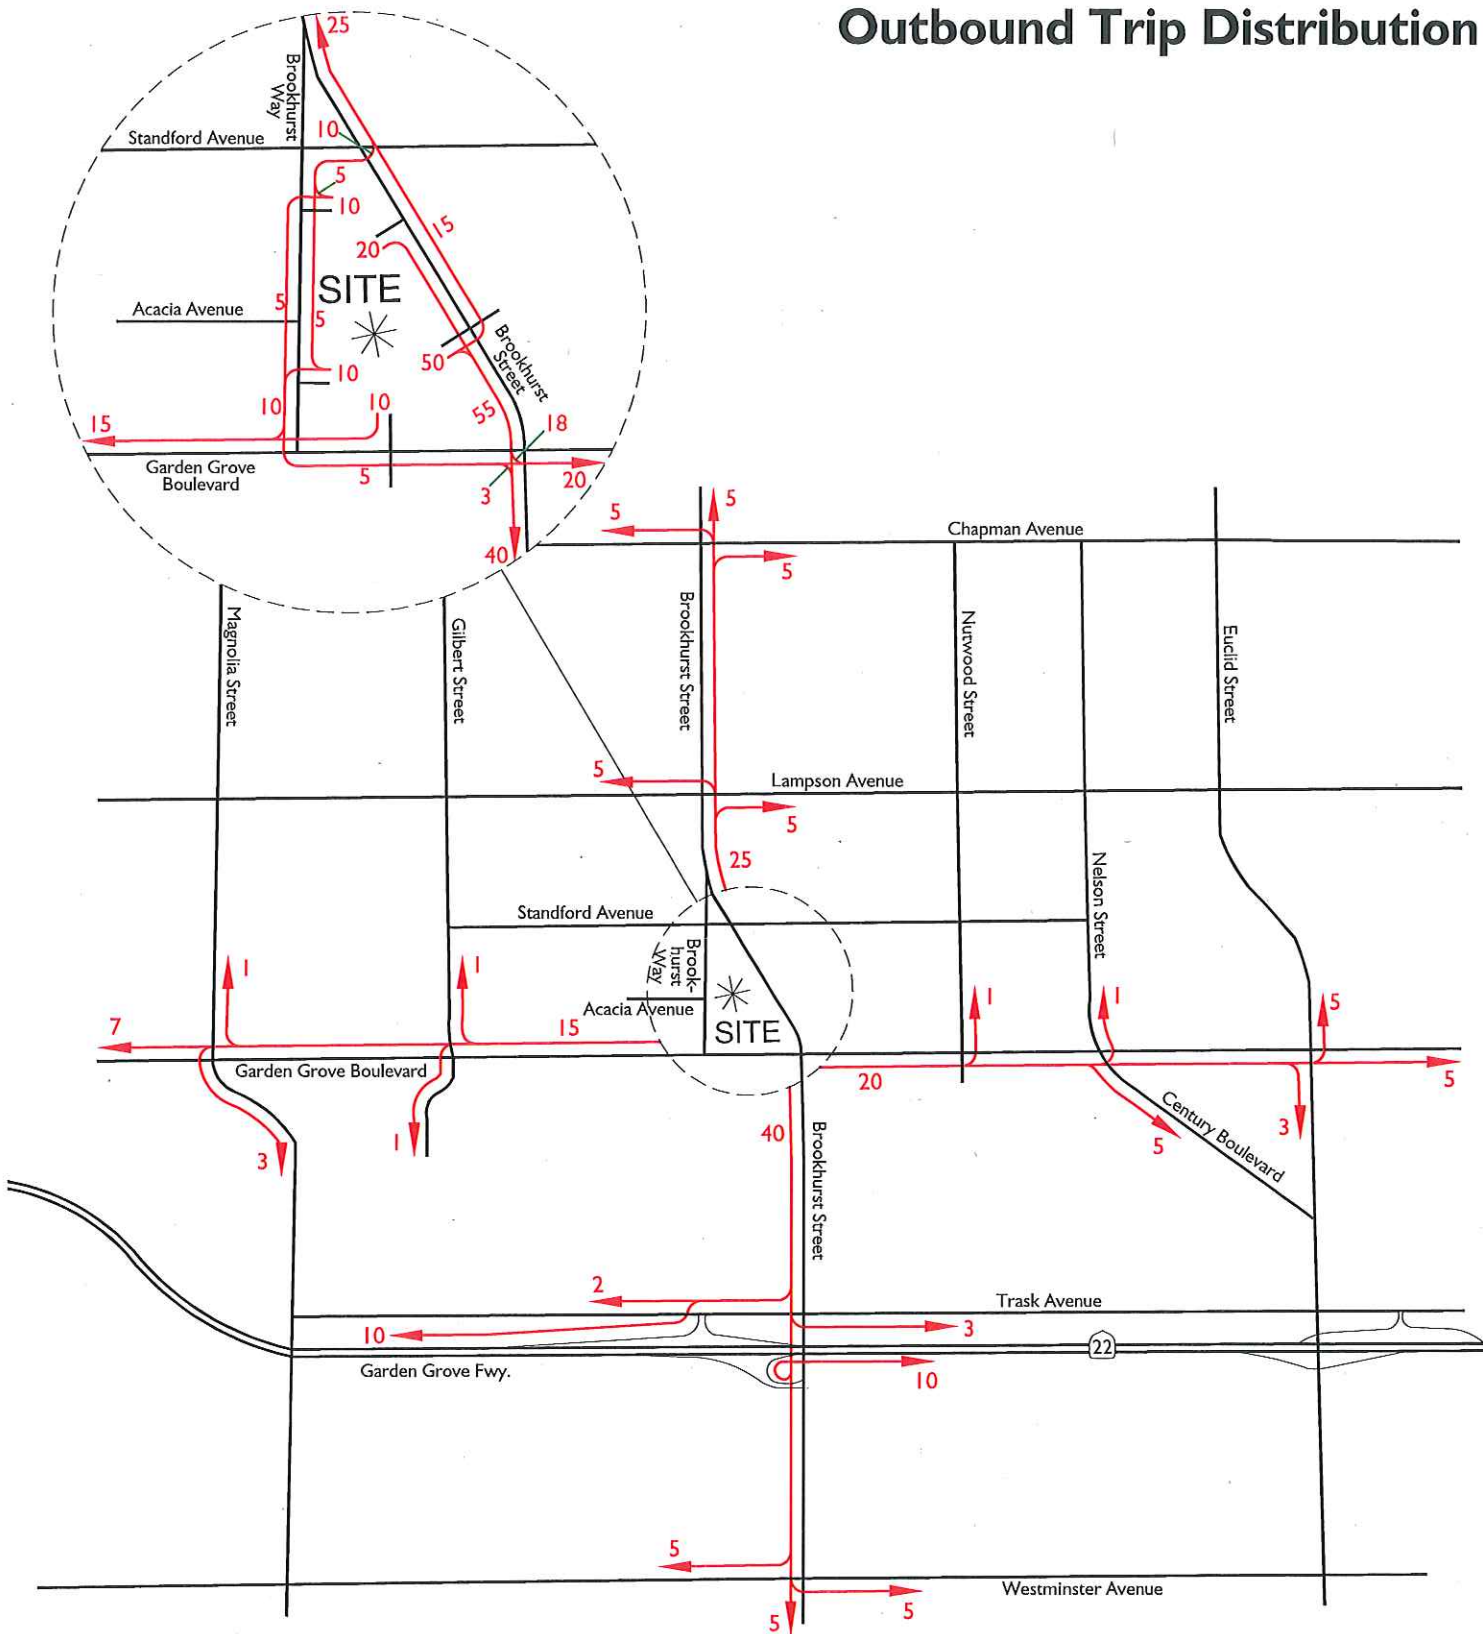 Outbound Trip Distribution
25
Brookhurst
Way
10
Standford Avenue
5
10
15
20
SITE
5
Acacia Avenue
5
Brookhurst
Street
50
10
10
10
55
15
18
Garden Grove
Boulevard
5
3
20
40
5
5
Chapman Avenue
5
Magnolia Street
Gilbert Street
Brookhurst Street
Nutwood Street
Euclid Street
5
Lampson Avenue
5
25
Nelson Street
Standford Avenue
Brook-
hurst
Way
1
1
Acacia Avenue
SITE
1
1
5
7
15
Garden Grove Boulevard
20
5
40
Brookhurst Street
Century Boulevard
3
1
3
5
2
Trask Avenue
10
3
22
Garden Grove Fwy.
10
5
Westminster Avenue
5
5